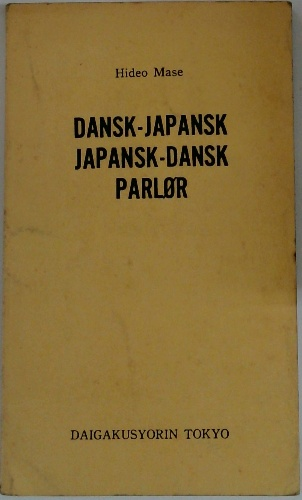 Hideo Mase
DANSK-JAPANSK
JAPANSK-DANSK
PARLØR
DAIGAKUSYORIN TOKYO